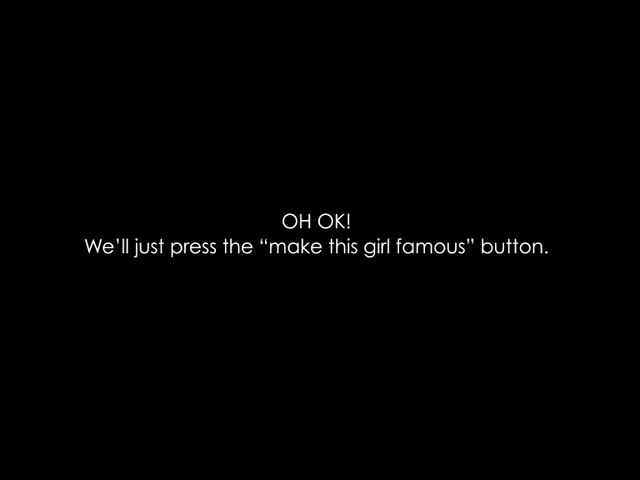 OH OK!
We’ll just press the “make this girl famous” button.